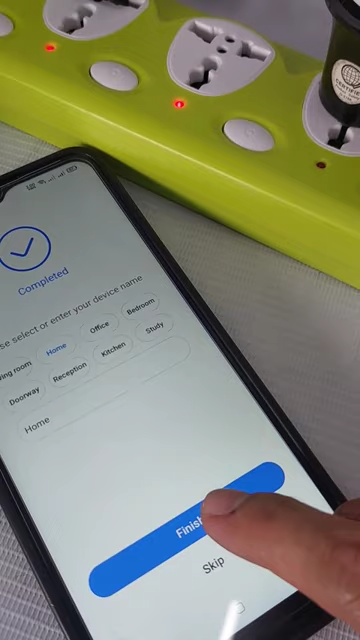 CERTIFIED
Completed
se select or enter your device name
ing room
Home
Office
Bedroom
Doorway
Reception
Kitchen
Study
Home
Finish
Skip